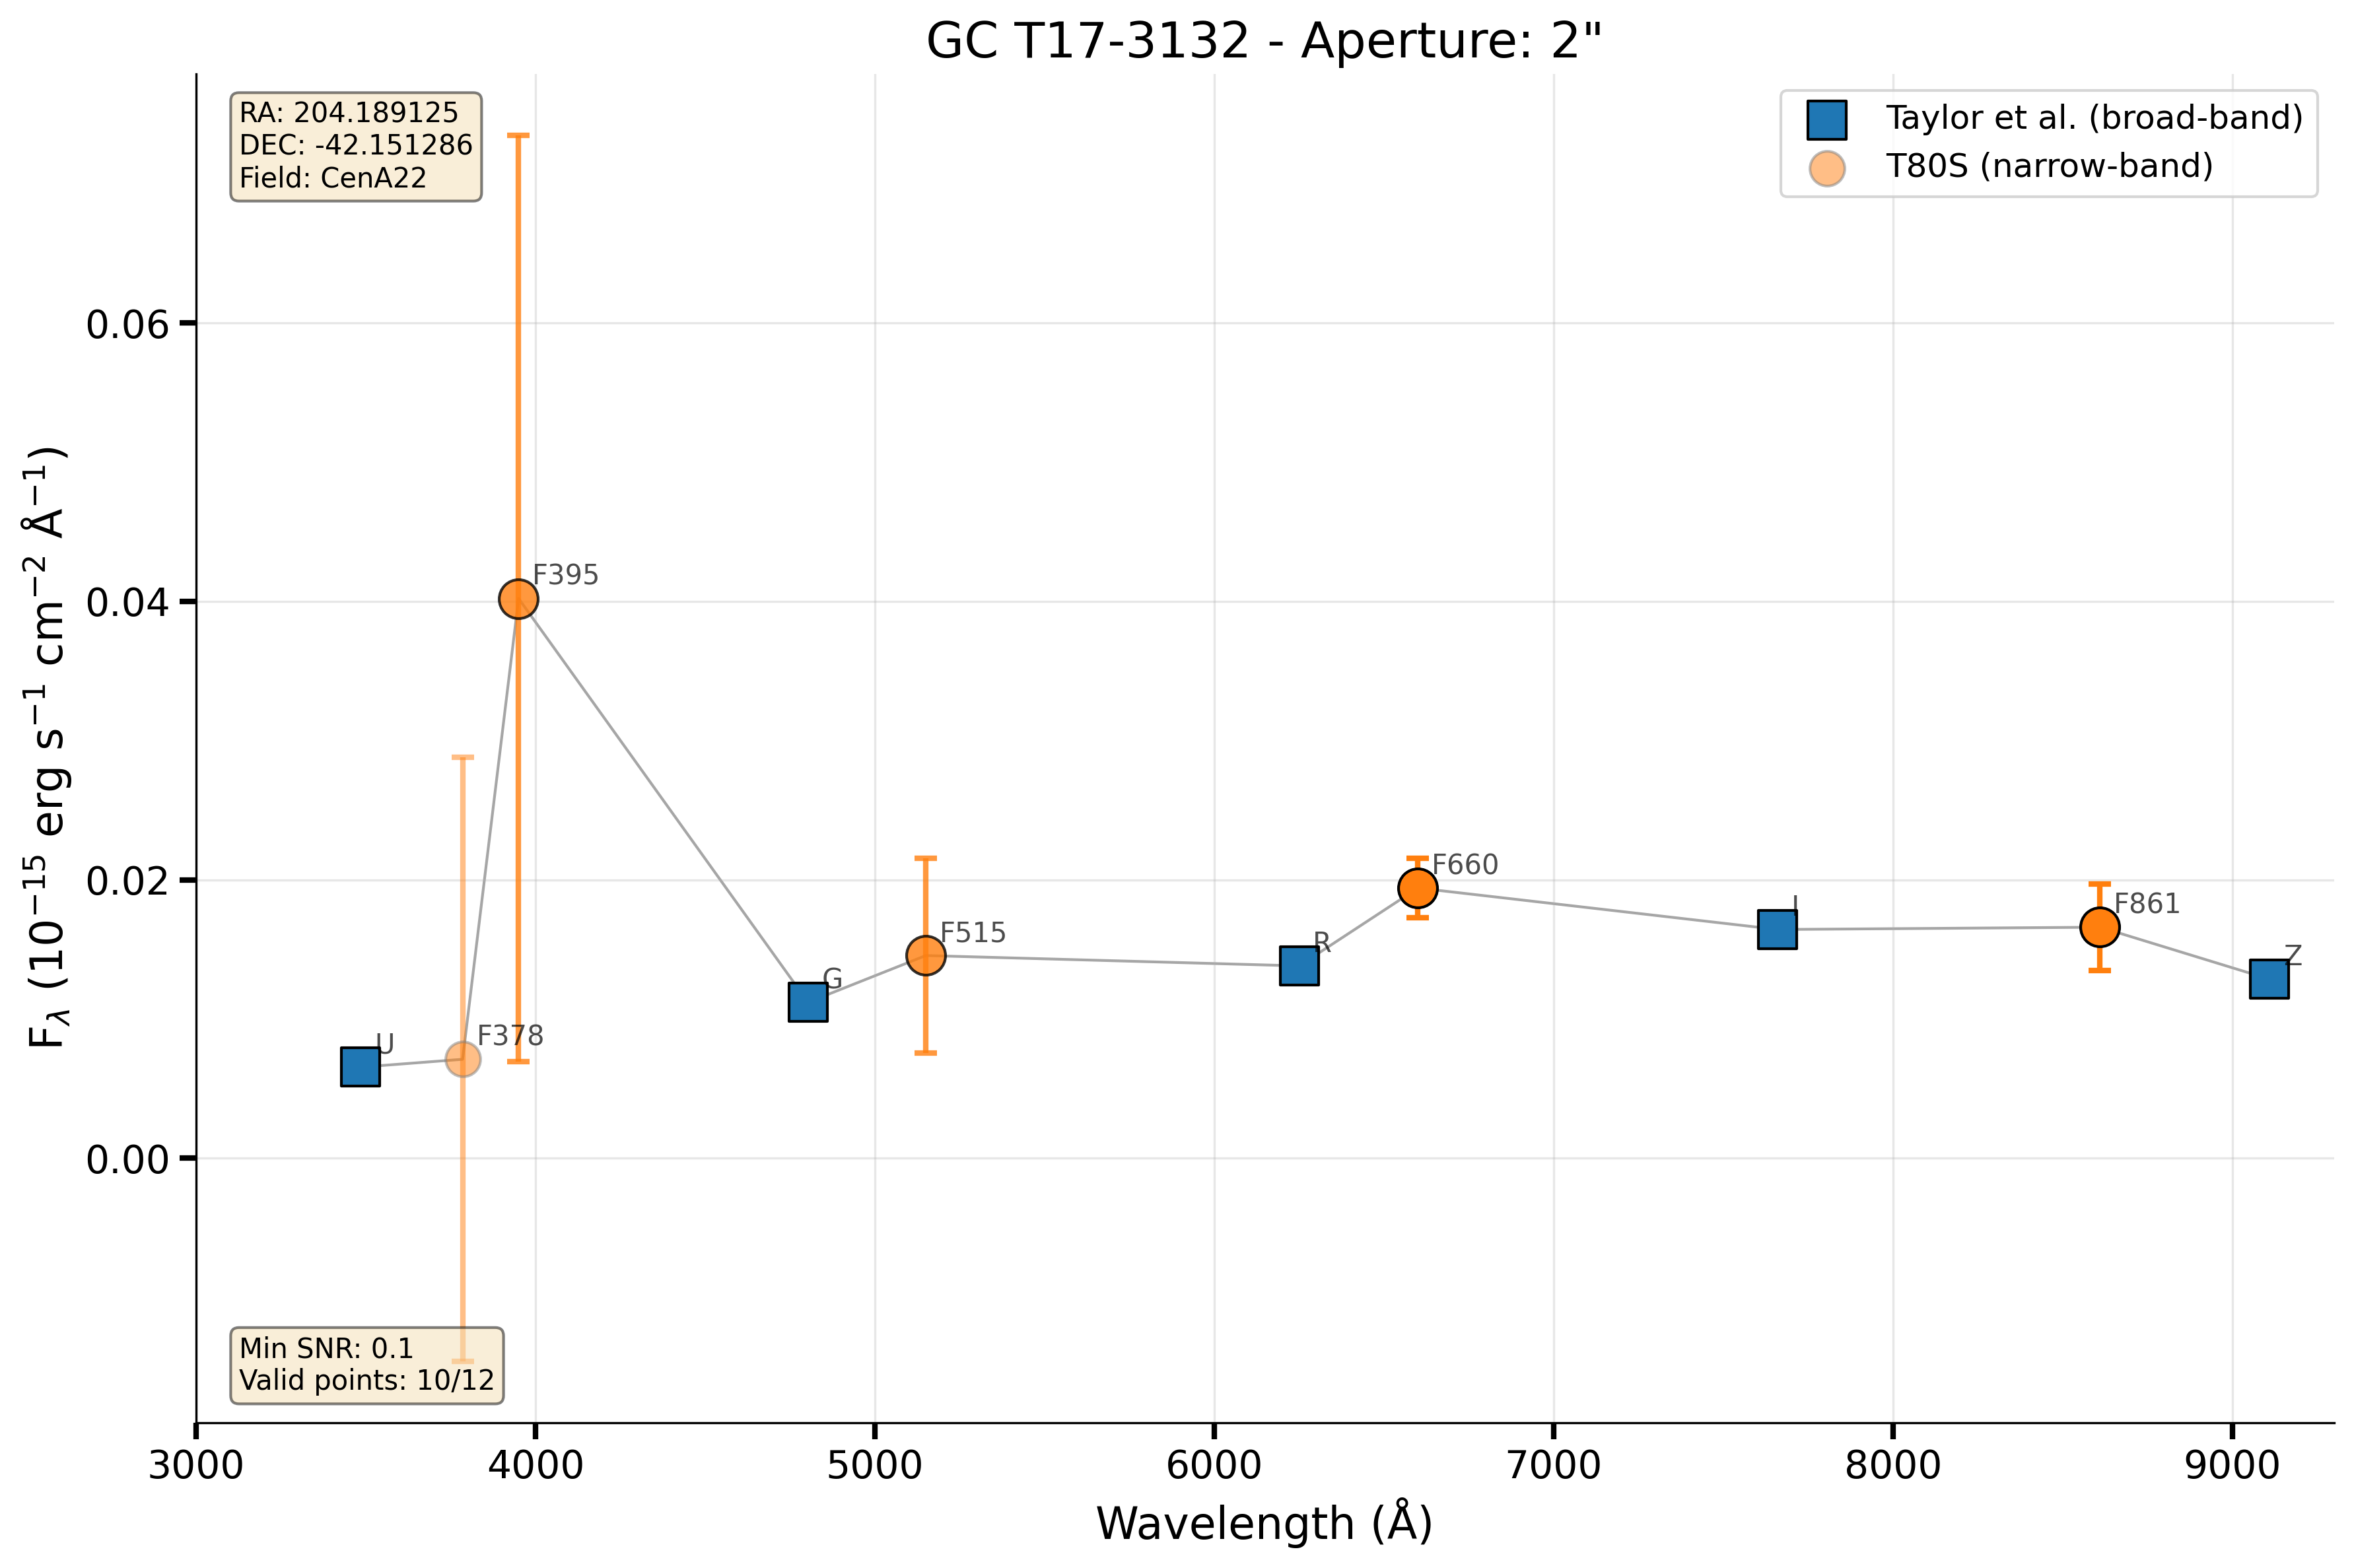 GC T17-3132 - Aperture: 2"
RA: 204.189125
DEC: -42.151286
Field: CenA22
Taylor et al. (broad-band)
T80S (narrow-band)
F_λ (10⁻¹⁵ erg s⁻¹ cm⁻² Å⁻¹)
0.06
0.04
0.02
0.00
U
F378
F395
G
F515
R
F660
I
F861
Z
Min SNR: 0.1
Valid points: 10/12
3000 4000 5000 6000 7000 8000 9000
Wavelength (Å)